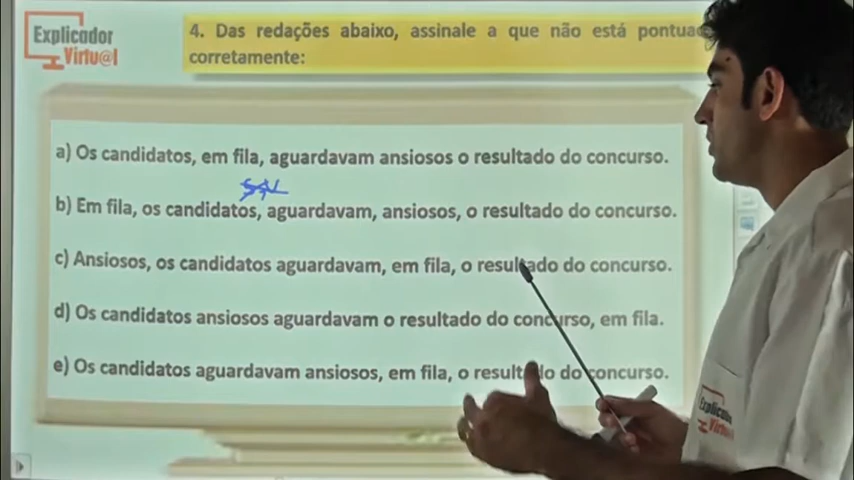 Explicador
Virtu@l
4. Das redações abaixo, assinale a que não está
corretamente:
a) Os candidatos, em fila, aguardavam ansiosos o resultado do concurso.
b) Em fila, os candidatos, aguardavam, ansiosos, o resultado do concurso.
c) Ansiosos, os candidatos aguardavam, em fila, o resultado do concurso.
d) Os candidatos ansiosos aguardavam o resultado do concurso, em fila.
e) Os candidatos aguardavam ansiosos, em fila, o resultado do concurso.
Explicador
Virtu@l